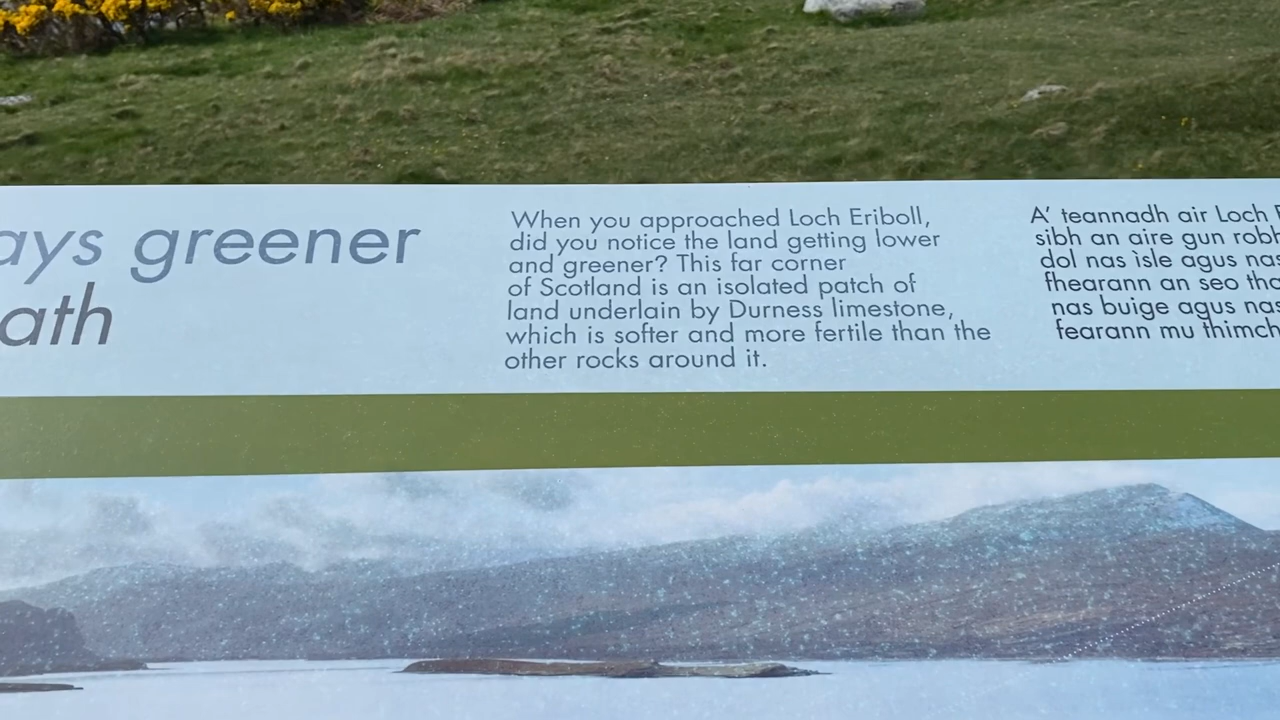 greener
When you approached Loch Eriboll,
did you notice the land getting lower
and greener? This far corner
of Scotland is an isolated patch of
land underlain by Durness limestone,
which is softer and more fertile than the
other rocks around it.
A' teannadh air Loch
sibh an aire gun
dol nas isle agus
fhearann an seo
nas buige agus
fearann mu